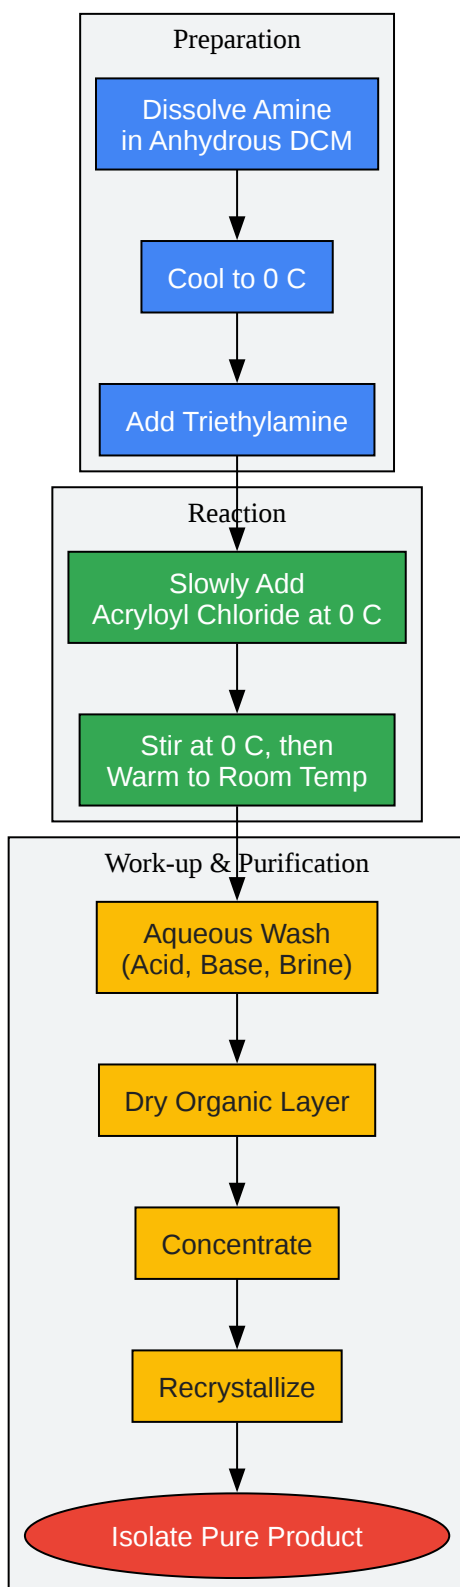 Preparation
Dissolve Amine
in Anhydrous DCM
Cool to 0 C
Add Triethylamine
Reaction
Slowly Add
Acryloyl Chloride at 0 C
Stir at 0 C, then
Warm to Room Temp
Work-up & Purification
Aqueous Wash
(Acid, Base, Brine)
Dry Organic Layer
Concentrate
Recrystallize
Isolate Pure Product